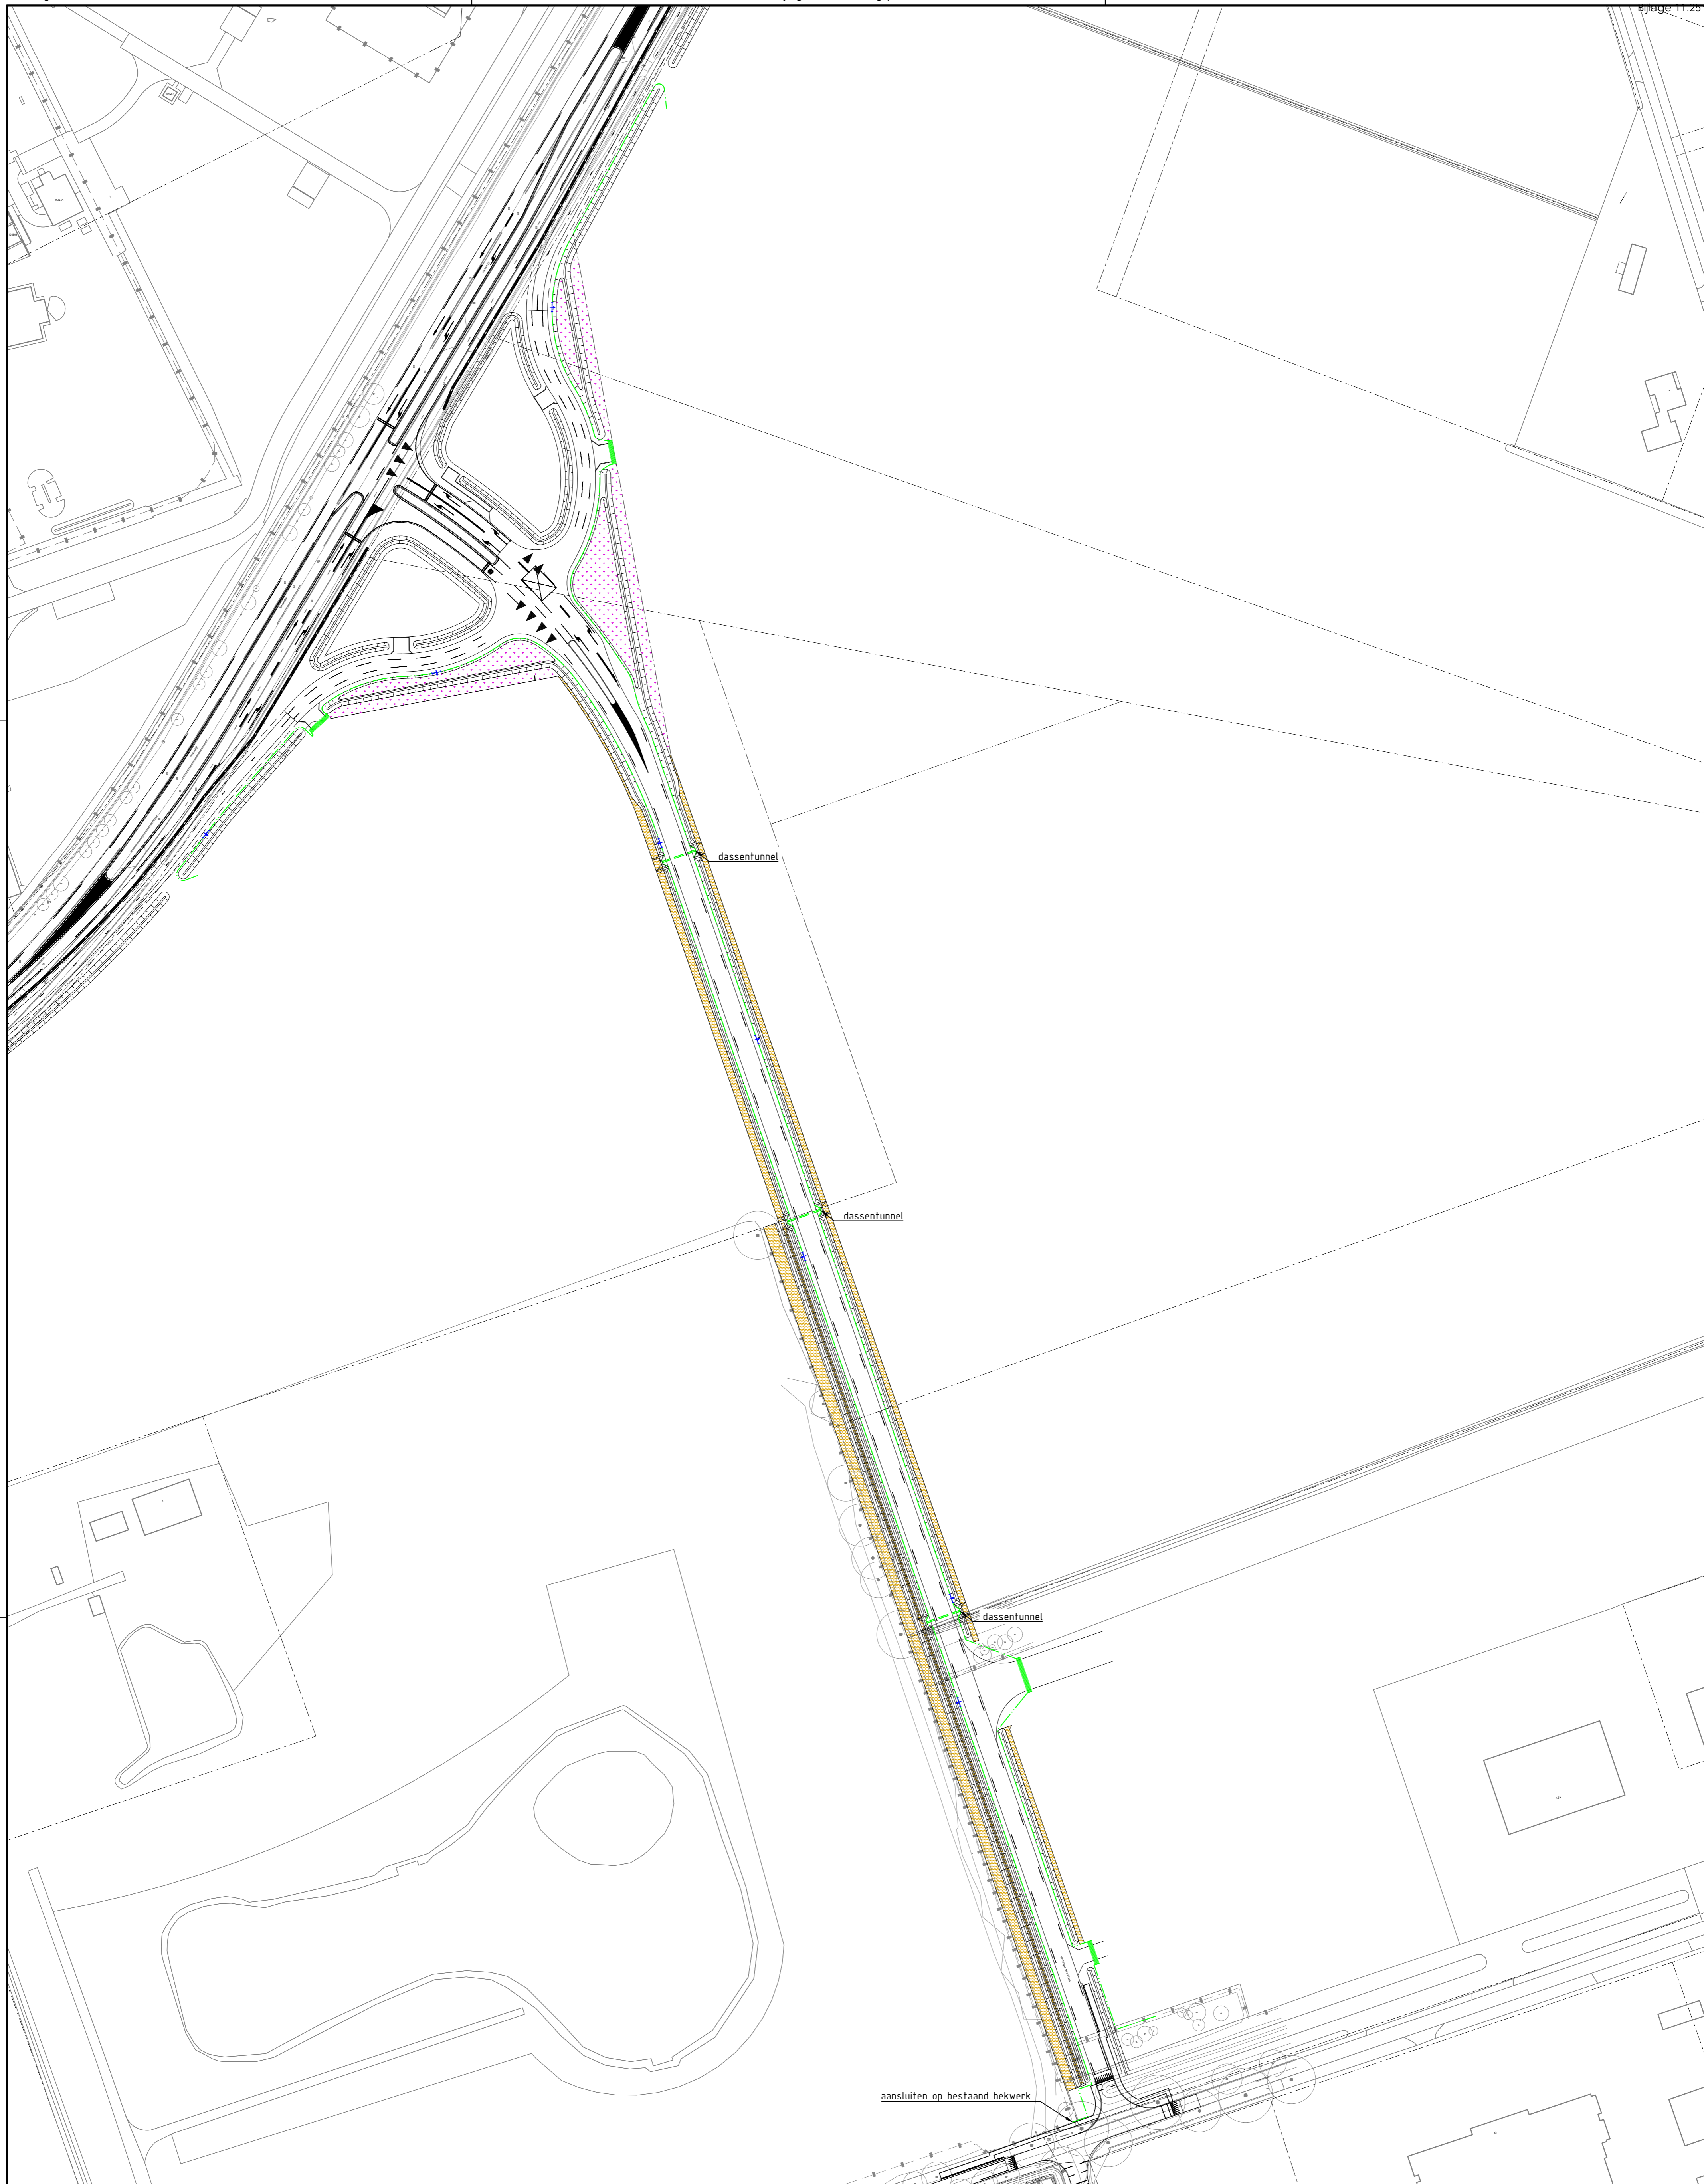 Bijlage 11.25
dassentunnel
dassentunnel
dassentunnel
aansluiten op bestaand hekwerk